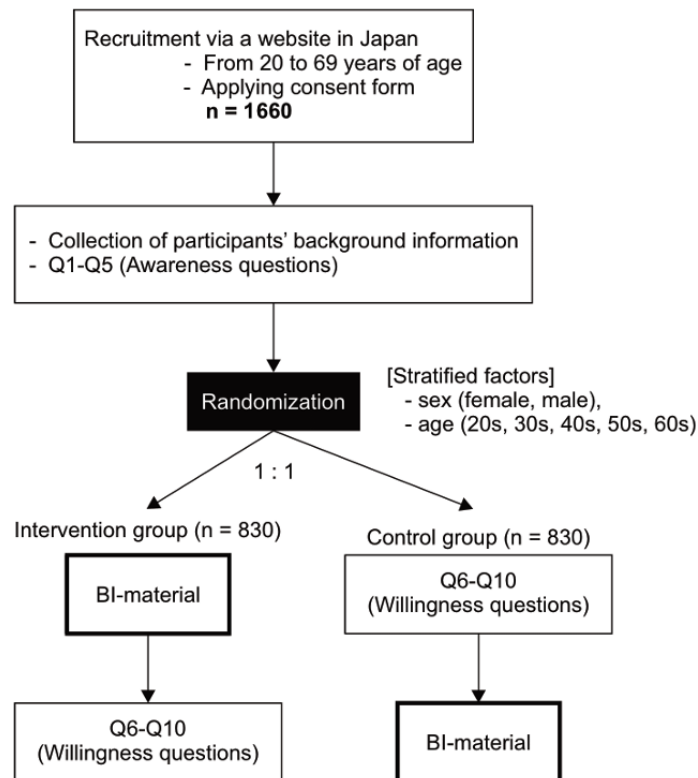 Recruitment via a website in Japan
- From 20 to 69 years of age
- Applying consent form
n = 1660
- Collection of participants' background information
- Q1-Q5 (Awareness questions)
Randomization
[Stratified factors]
- sex (female, male),
- age (20s, 30s, 40s, 50s, 60s)
1 : 1
Intervention group (n = 830)
BI-material
Q6-Q10
(Willingness questions)
Control group (n = 830)
Q6-Q10
(Willingness questions)
BI-material